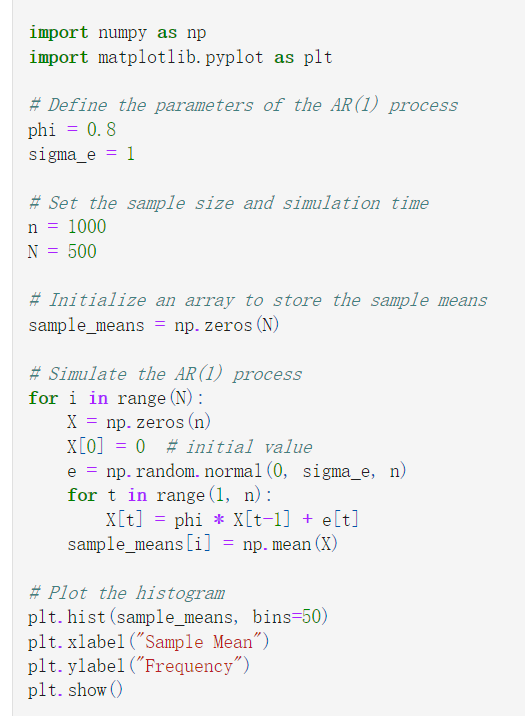 import numpy as np
import matplotlib.pyplot as plt

# Define the parameters of the AR(1) process
phi = 0.8
sigma_e = 1

# Set the sample size and simulation time
n = 1000
N = 500

# Initialize an array to store the sample means
sample_means = np.zeros(N)

# Simulate the AR(1) process
for i in range(N):
    X = np.zeros(n)
    X[0] = 0  # initial value
    e = np.random.normal(0, sigma_e, n)
    for t in range(1, n):
        X[t] = phi * X[t-1] + e[t]
    sample_means[i] = np.mean(X)

# Plot the histogram
plt.hist(sample_means, bins=50)
plt.xlabel("Sample Mean")
plt.ylabel("Frequency")
plt.show()